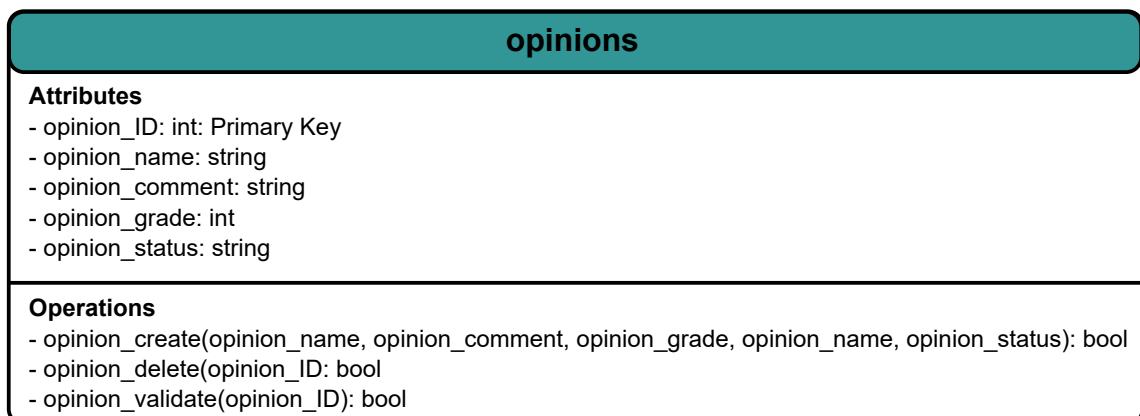 opinions
Attributes
- opinion_ID: int: Primary Key
- opinion_name: string
- opinion_comment: string
- opinion_grade: int
- opinion_status: string
Operations
- opinion_create(opinion_name, opinion_comment, opinion_grade, opinion_name, opinion_status): bool
- opinion_delete(opinion_ID: bool
- opinion_validate(opinion_ID): bool